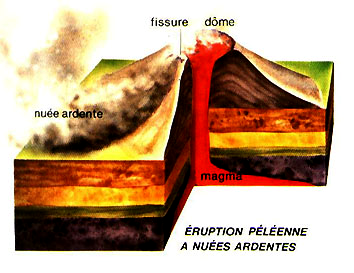 fissure dôme
nuée ardente
magma
ÉRUPTION PÉLÉENNE
A NUÉES ARDENTES